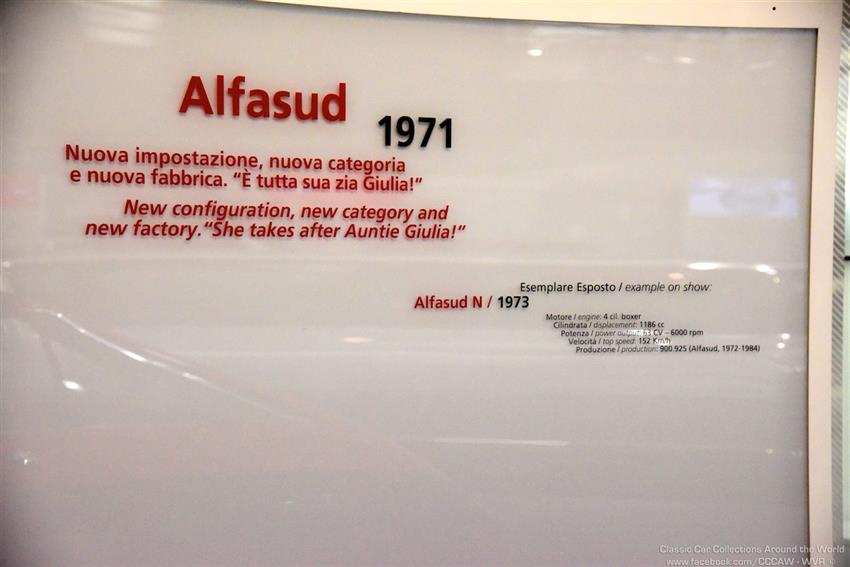 Alfasud
1971
Nuova impostazione, nuova categoria
e nuova fabbrica. “È tutta sua zia Giulia!”
New configuration, new category and
new factory.“She takes after Auntie Giulia!”
Esemplare Esposto / example on show:
Alfasud N / 1973
Motore / engine: 4 cil. boxer
Cilindrata / displacement: 1186 cc
Potenza / power output: 63 CV – 6000 rpm
Velocità / top speed: 152 Km/h
Produzione / production: 900.925 (Alfasud, 1972-1984)
Classic Car Collections Around the World
www.facebook.com/CCCAW - WVR ©